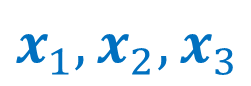 x₁, x₂, x₃